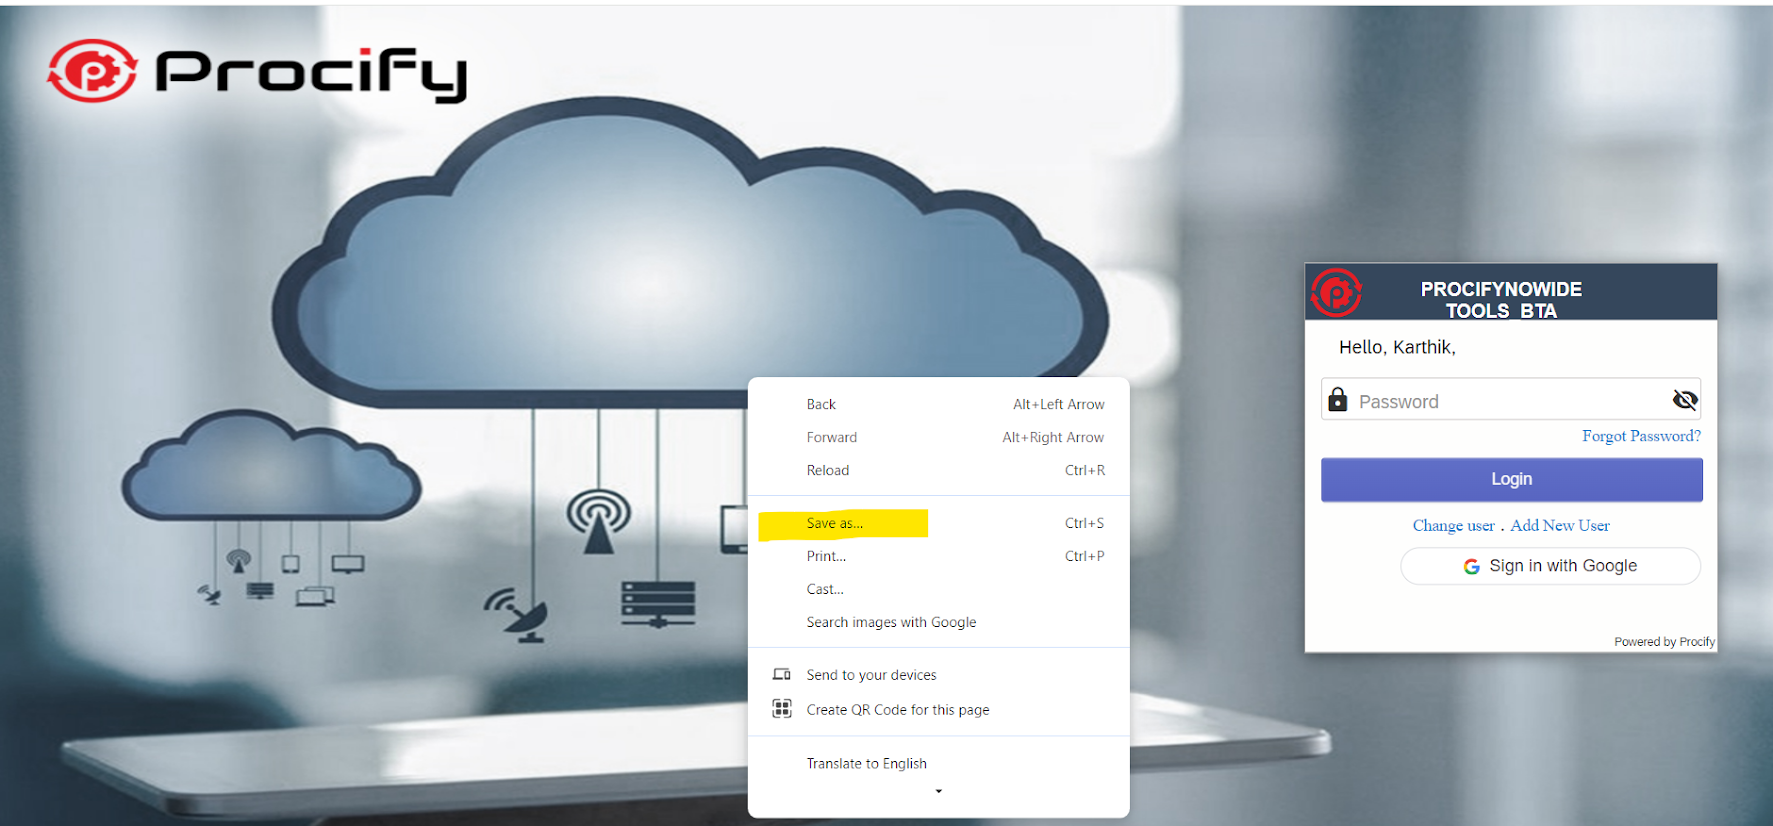 Procify
PROCIFYNOWIDE
TOOLS_BTA
Hello, Karthik,
Password
Forgot Password?
Login
Change user . Add New User
Sign in with Google
Powered by Procify
Back Alt+Left Arrow
Forward Alt+Right Arrow
Reload Ctrl+R
Save as... Ctrl+S
Print... Ctrl+P
Cast...
Search images with Google
Send to your devices
Create QR Code for this page
Translate to English